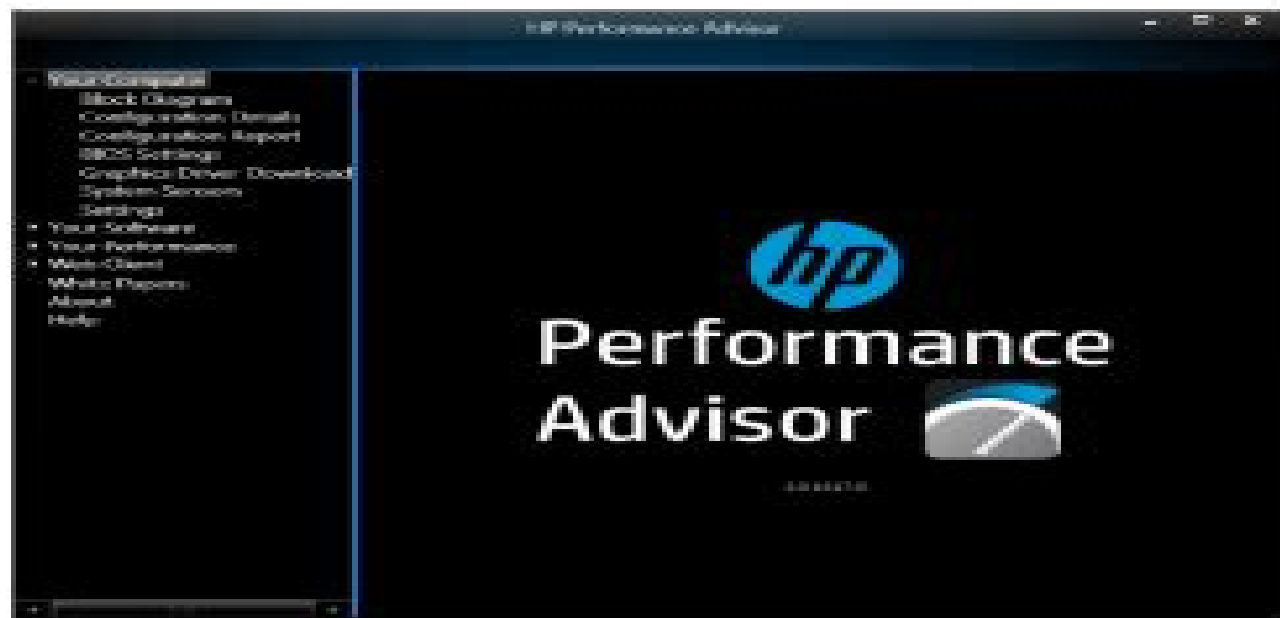 HP Performance Advisor
Your Computer
Block Diagram
Configuration Details
Configuration Report
BIOS Settings
Graphics Driver Download
System Sensors
Settings
Your Software
Your Performance
Web Client
White Papers
About
Help
hp
Performance
Advisor